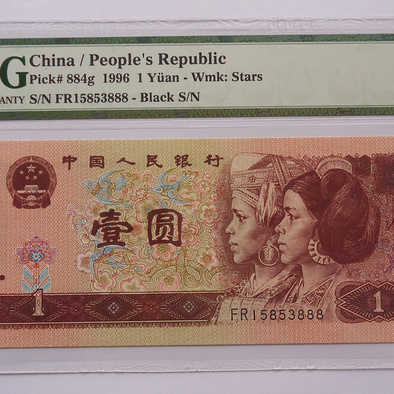 G China / People's Republic
Pick# 884g 1996 1 Yüan - Wmk: Stars
ANTY S/N FR15853888 - Black S/N
中国人民银行
壹圆
1 1
FR15853888